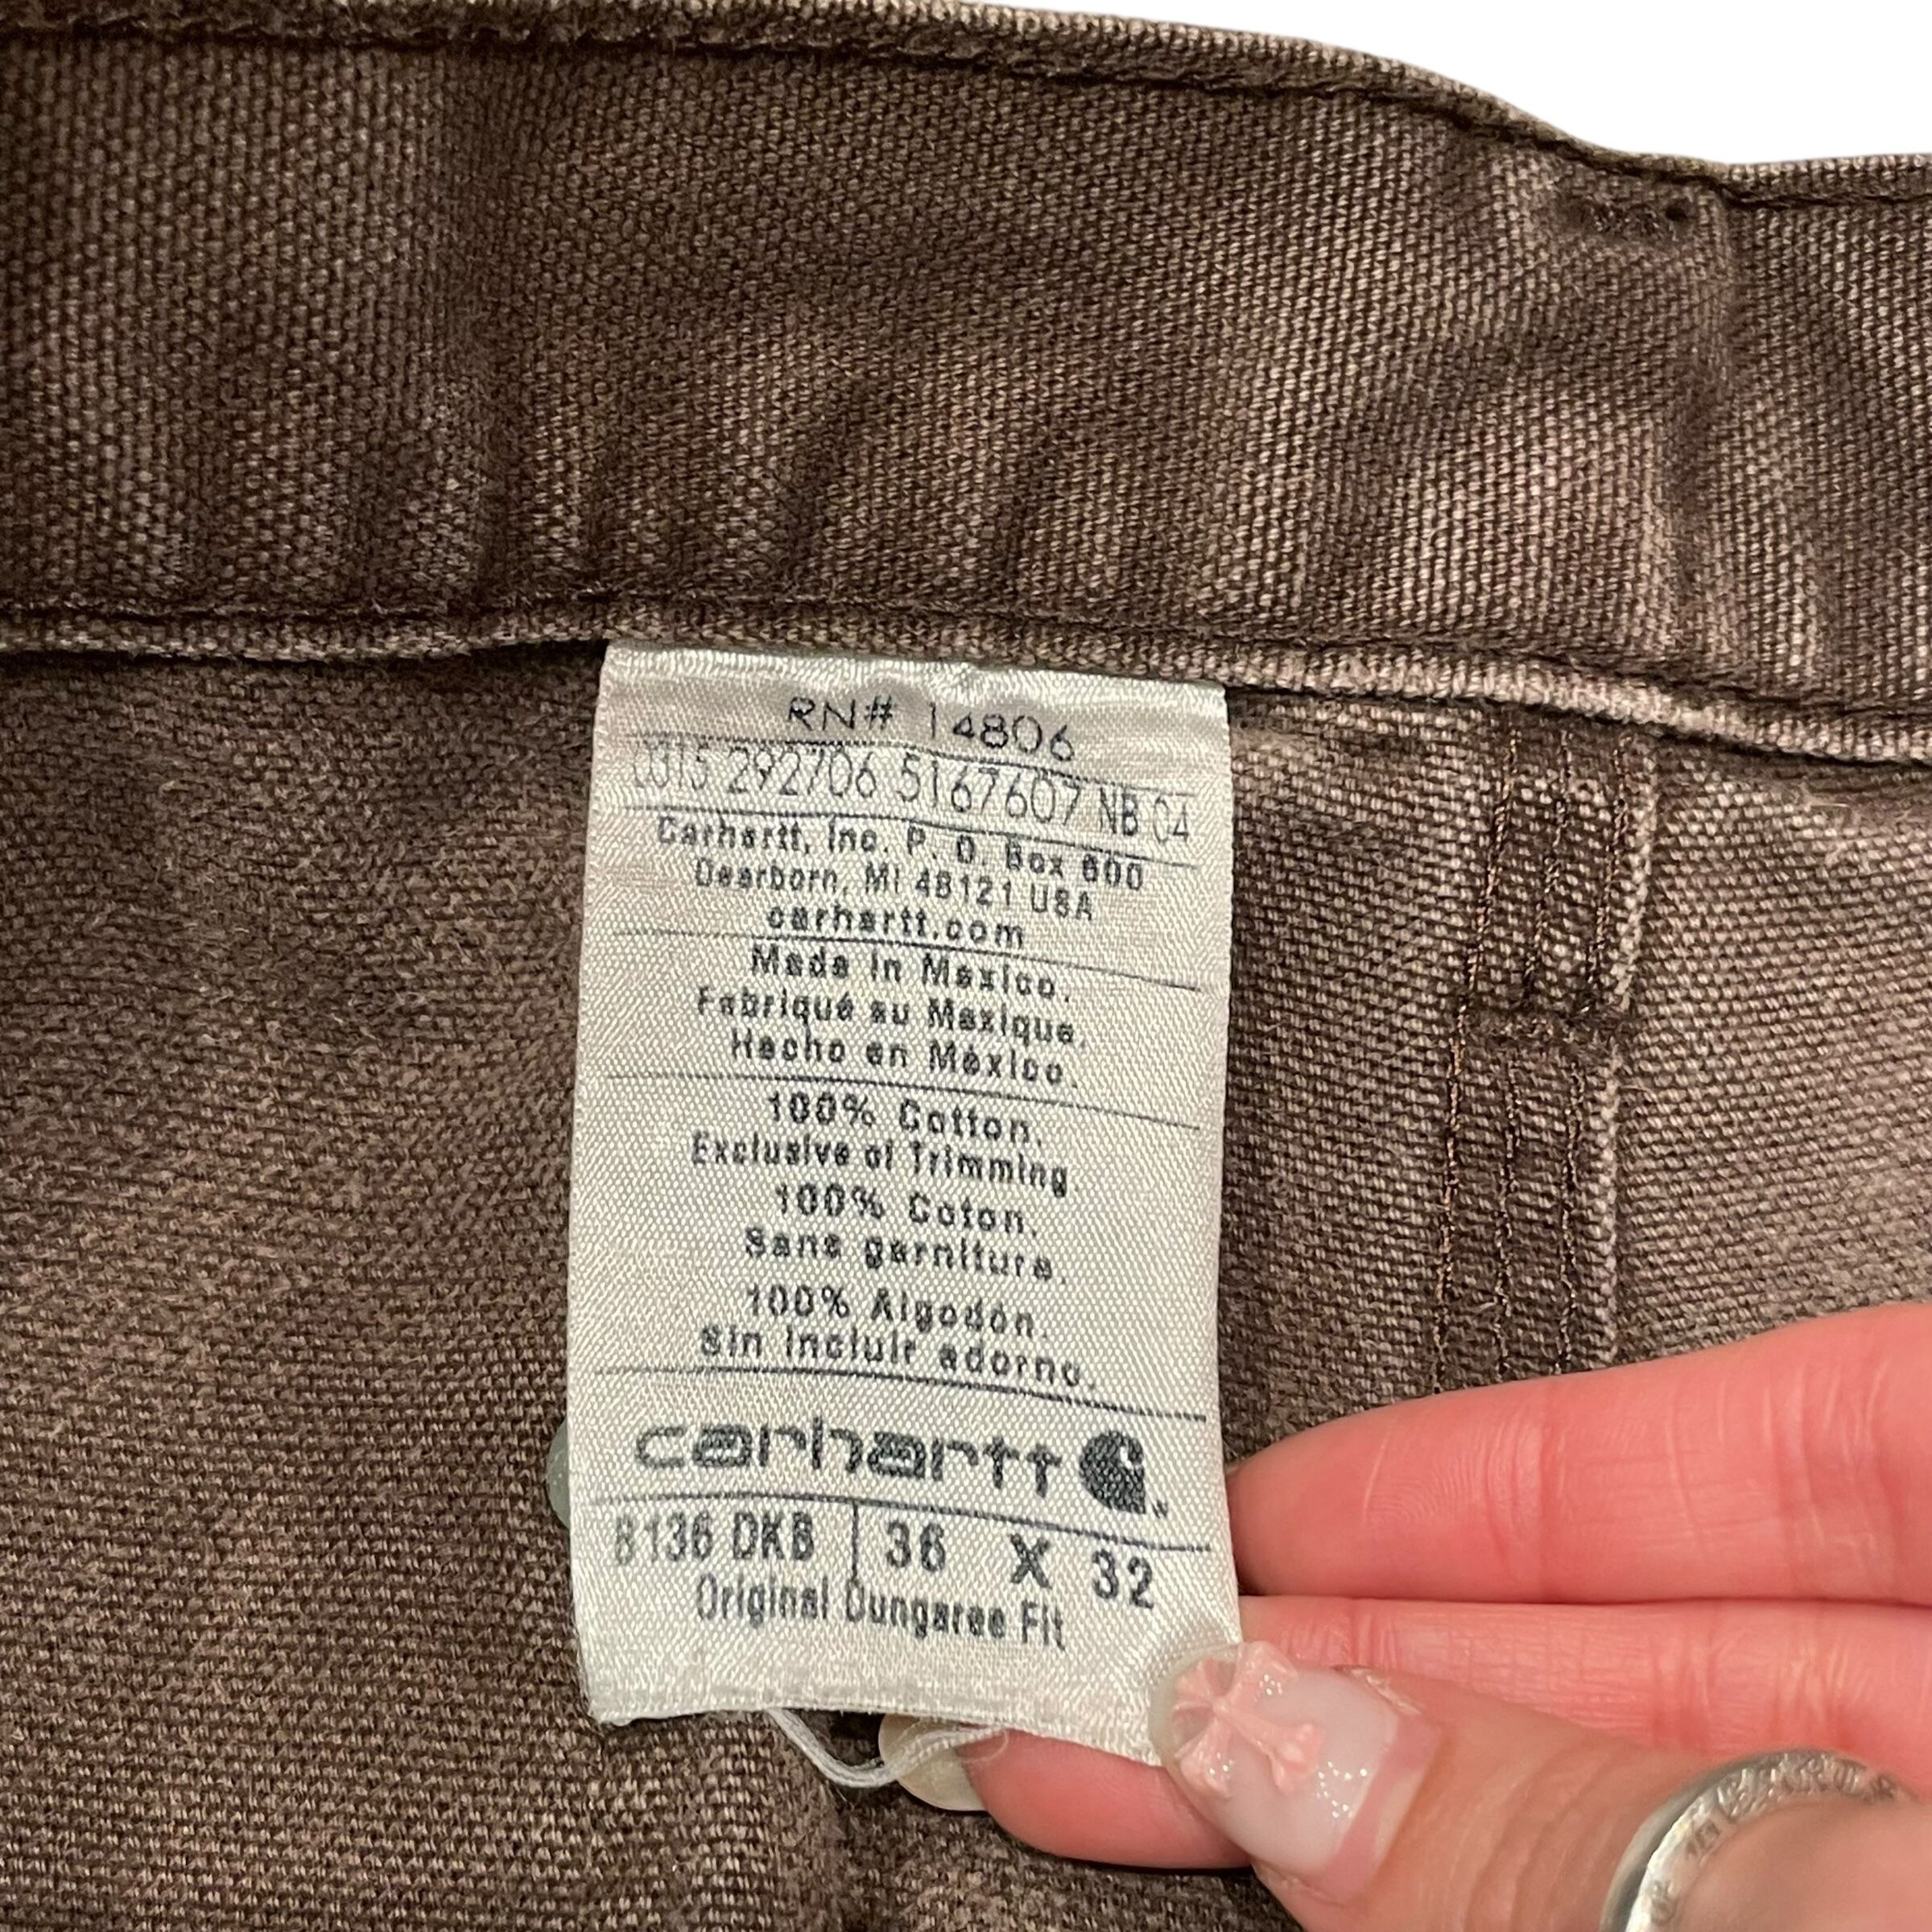 RN# 14806
0315 292706 5167607 NB 04
Carhartt, Inc. P. O. Box 600
Dearborn, MI 48121 USA
carhartt.com
Made in Mexico.
Fabriqué au Mexique.
Hecho en México.
100% Cotton.
Exclusive of Trimming.
100% Coton.
Sans garniture.
100% Algodón.
Sin incluir adorno.
carhartt
B136 DKB 36 X 32
Original Dungaree Fit